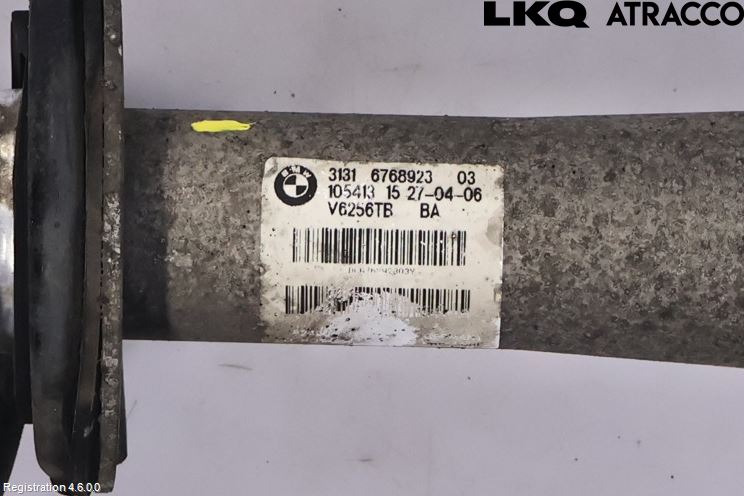 LKQ ATRACCO
BMW
3131 6768923 03
105413 15 27-04-06
V6256TB BA
Registration 4.6.0.0